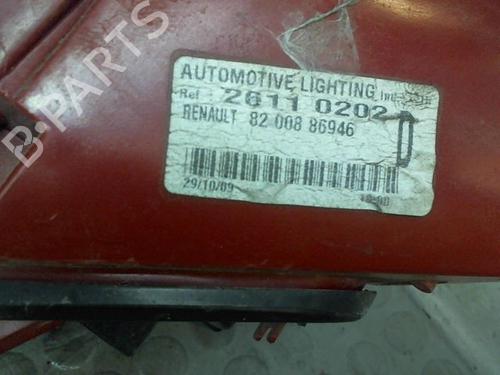 B-PARTS
AUTOMOTIVE LIGHTING
Ref 2611 0202 D
RENAULT 82 008 86946
29/10/09